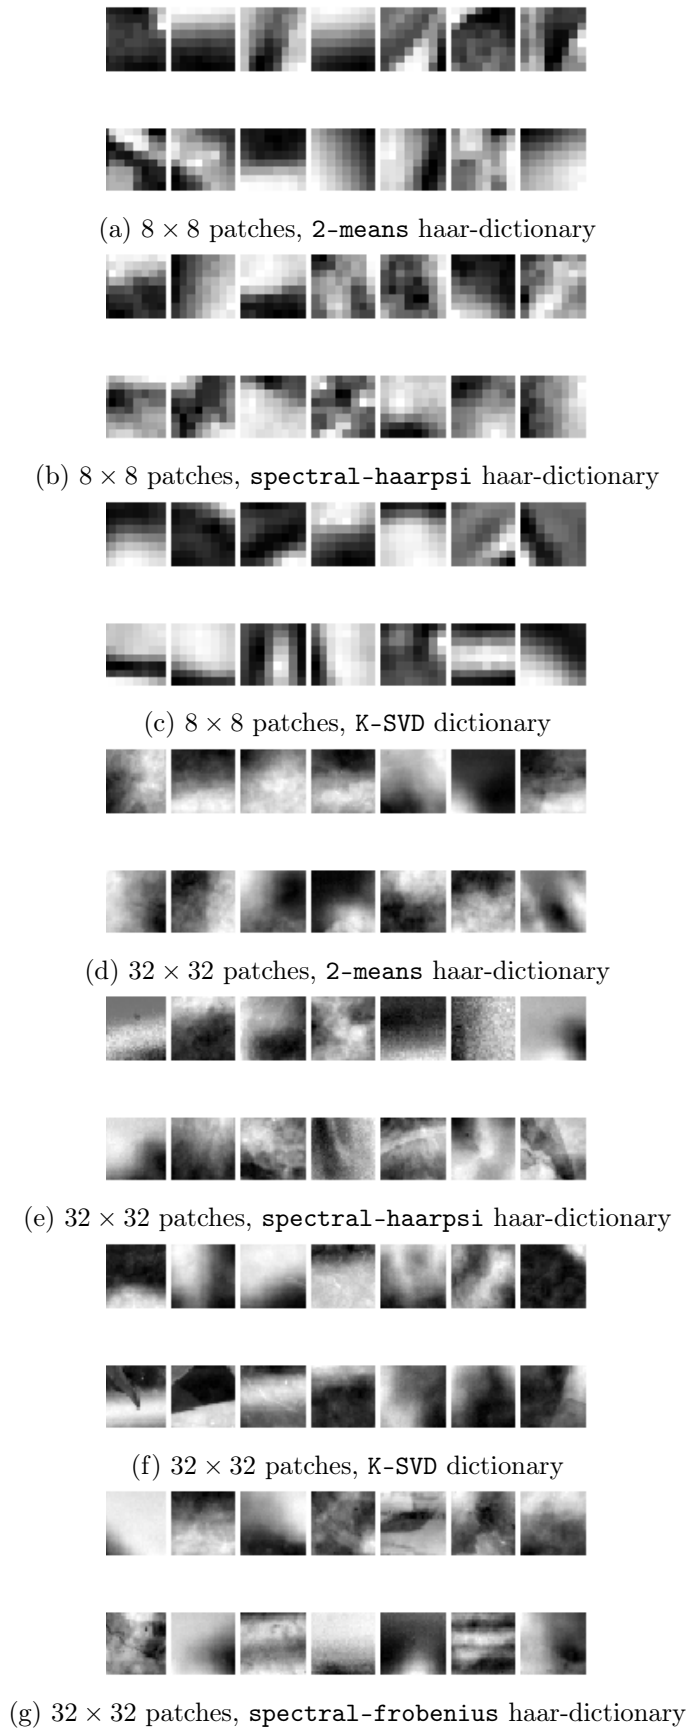 (a) 8 × 8 patches, 2-means haar-dictionary
(b) 8 × 8 patches, spectral-haarpsi haar-dictionary
(c) 8 × 8 patches, K-SVD dictionary
(d) 32 × 32 patches, 2-means haar-dictionary
(e) 32 × 32 patches, spectral-haarpsi haar-dictionary
(f) 32 × 32 patches, K-SVD dictionary
(g) 32 × 32 patches, spectral-frobenius haar-dictionary